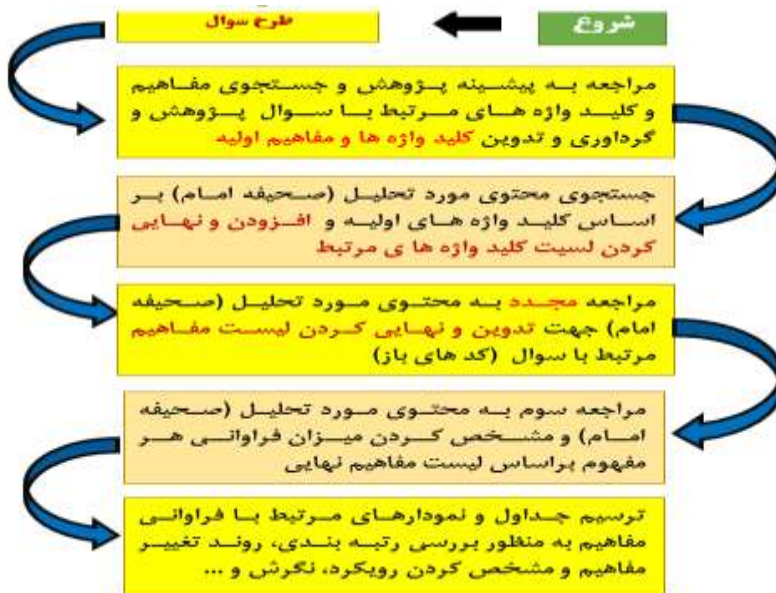 شروع
طرح سوال
مراجعه به پیشینه پژوهش و جستجوی مفاهیم
و کلید واژه های مرتبط با سوال پژوهش و
گرداوری و تدوین کلید واژه ها و مفاهیم اولیه
جستجوی محتوی مورد تحلیل (صحیفه امام) بر
اساس کلید واژه های اولیه و افزودن و نهایی
کردن لسیت کلید واژه ها ی مرتبط
مراجعه مجدد به محتوی مورد تحلیل (صحیفه
امام) جهت تدوین و نهایی کردن لیست مفاهیم
مرتبط با سوال (کد های باز)
مراجعه سوم به محتوی مورد تحلیل (صحیفه
امام) و مشخص کردن میزان فراوانی هر
مفهوم براساس لیست مفاهیم نهایی
ترسیم جداول و نمودارهای مرتبط با فراوانی
مفاهیم به منظور بررسی رتبه بندی، روند تغییر
مفاهیم و مشخص کردن رویکرد، نگرش و ...